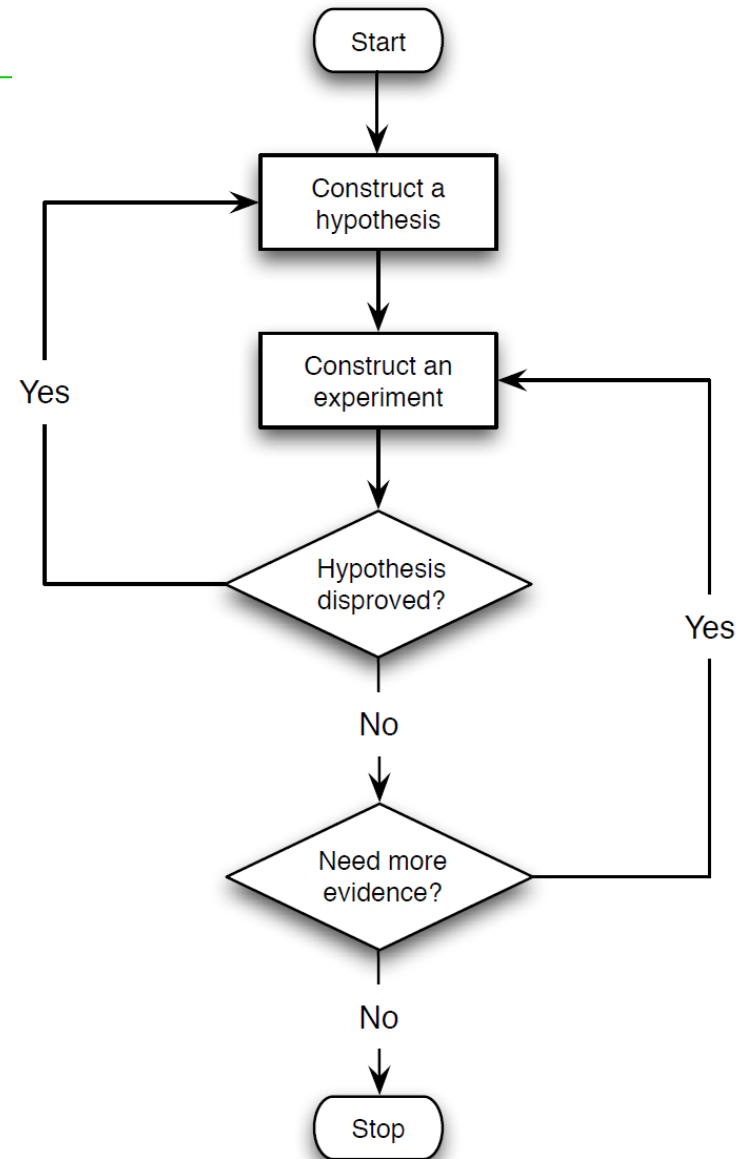 Start
Construct a
hypothesis
Construct an
experiment
Yes
Hypothesis
disproved?
Yes
No
Need more
evidence?
No
Stop